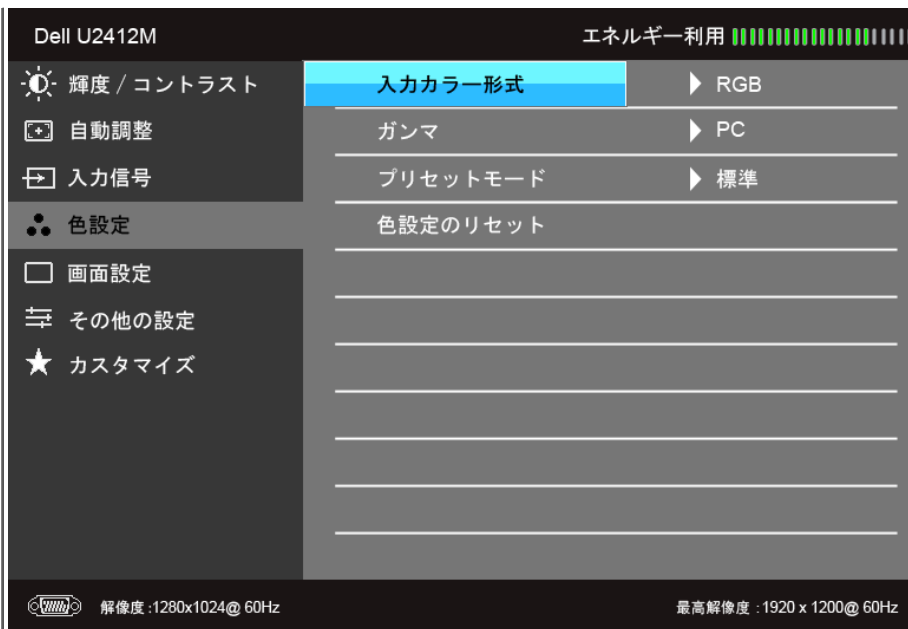 Dell U2412M
エネルギー利用
輝度 / コントラスト
入力カラー形式
RGB
自動調整
ガンマ
PC
入力信号
プリセットモード
標準
色設定
色設定のリセット
画面設定
その他の設定
カスタマイズ
解像度 :1280x1024@ 60Hz
最高解像度 : 1920 x 1200@ 60Hz